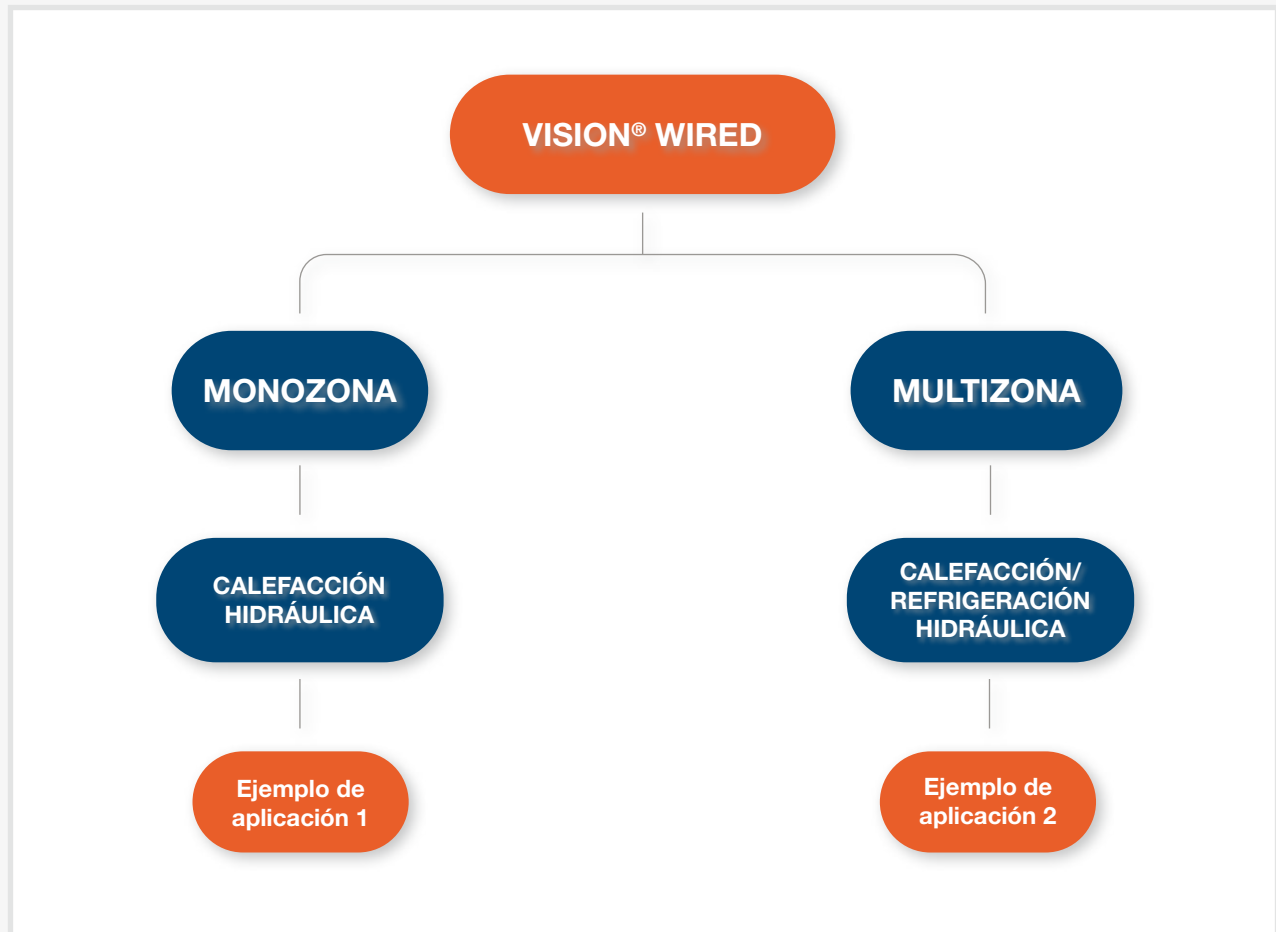 VISION® WIRED
MONOZONA
MULTIZONA
CALEFACCIÓN
HIDRÁULICA
CALEFACCIÓN/
REFRIGERACIÓN
HIDRÁULICA
Ejemplo de
aplicación 1
Ejemplo de
aplicación 2